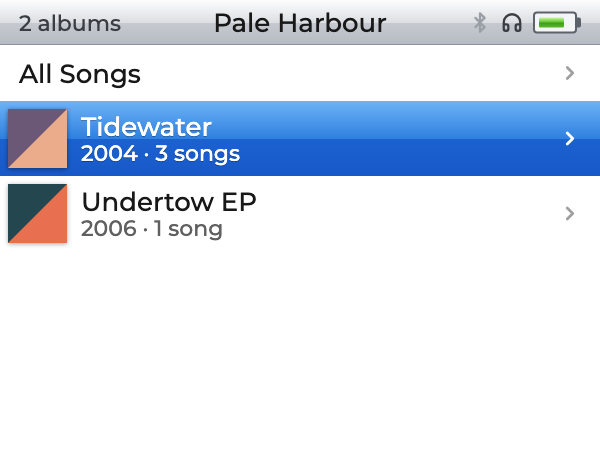 2 albums
Pale Harbour
All Songs
Tidewater
2004 · 3 songs
Undertow EP
2006 · 1 song